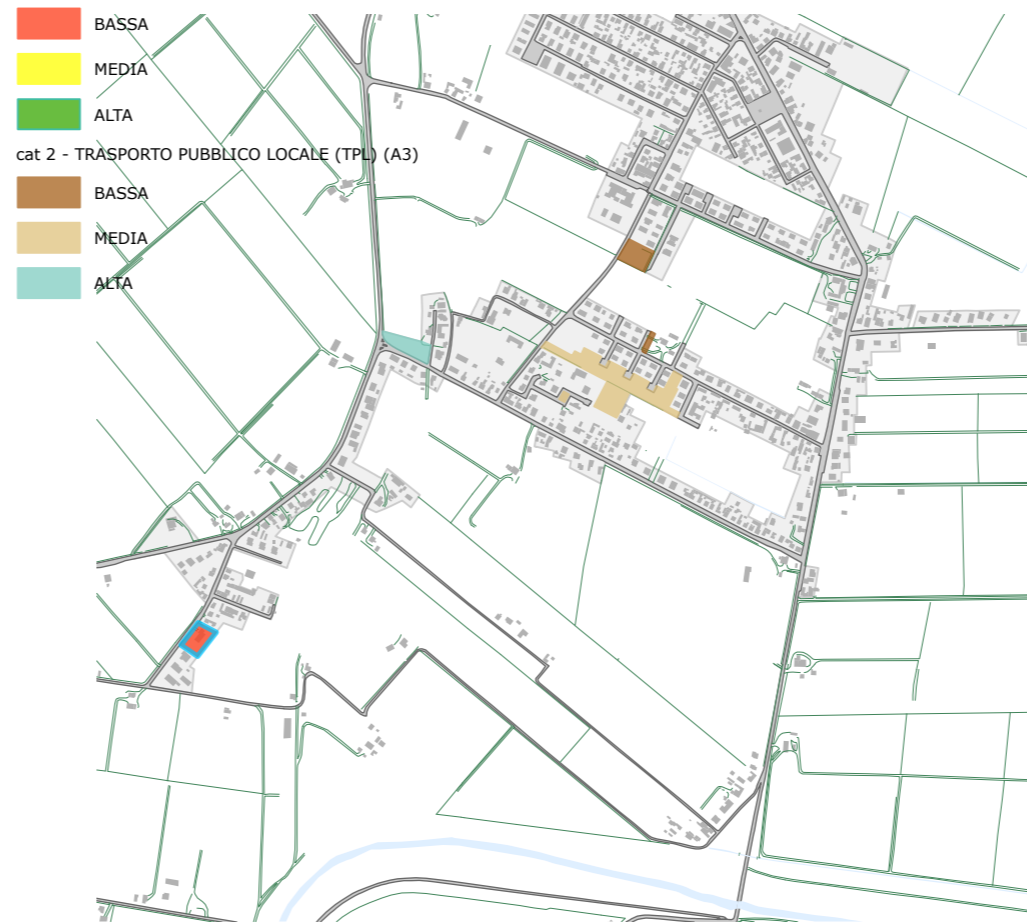 BASSA
MEDIA
ALTA
cat 2 - TRASPORTO PUBBLICO LOCALE (TPL) (A3)
BASSA
MEDIA
ALTA